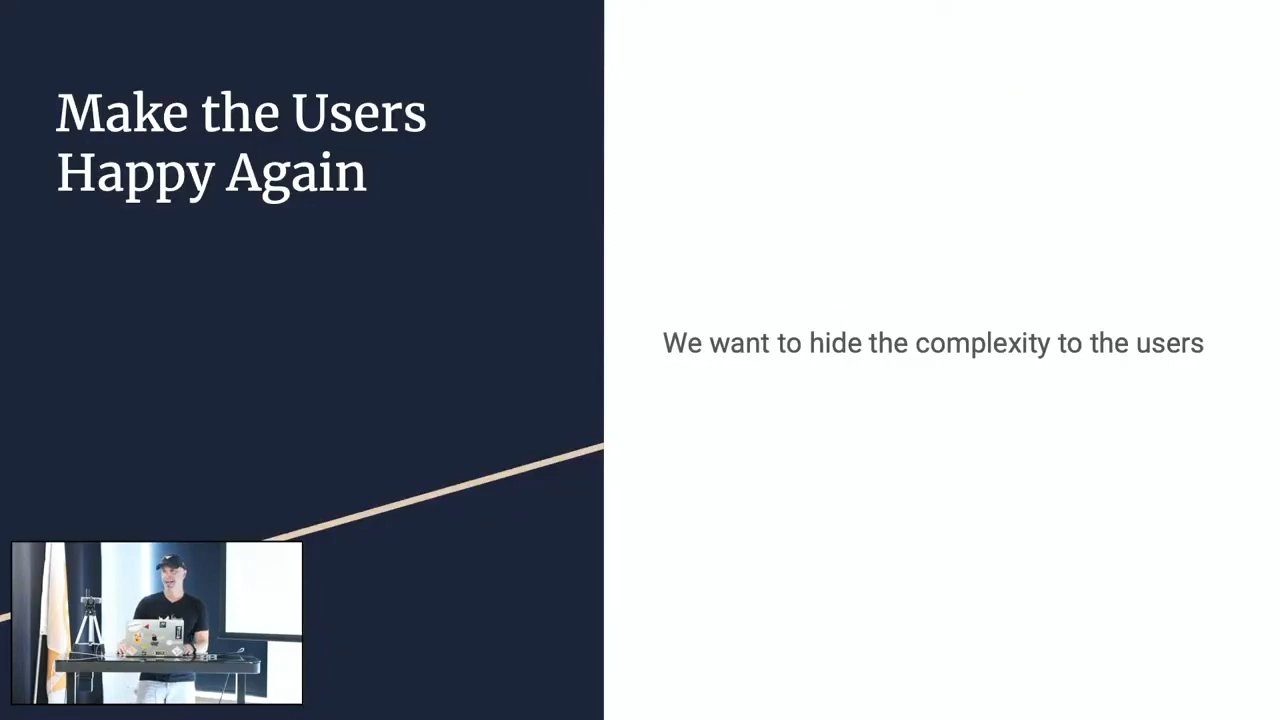 Make the Users
Happy Again
We want to hide the complexity to the users